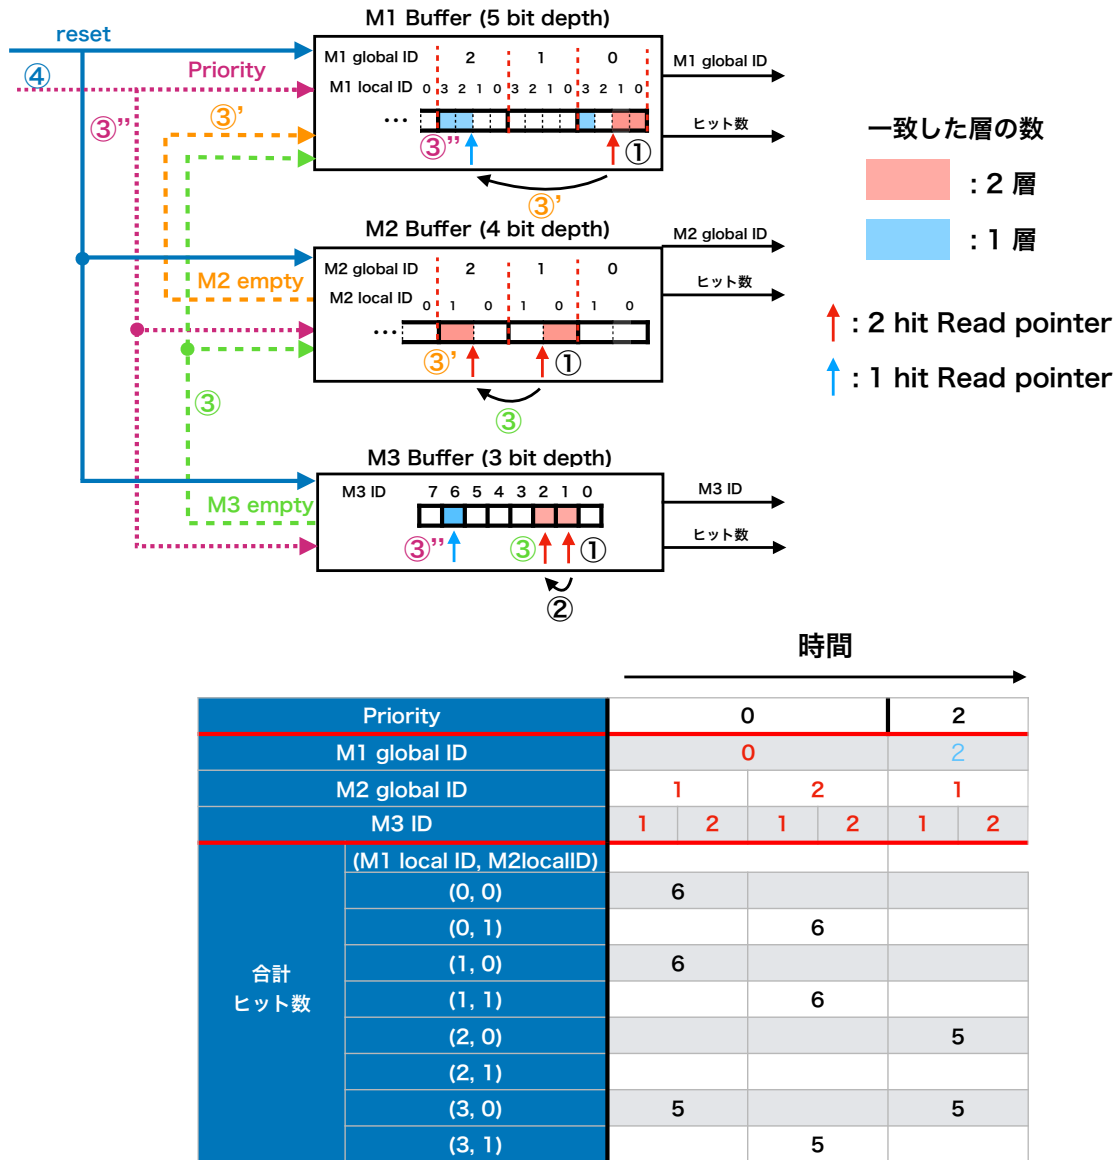 M1 Buffer (5 bit depth)
reset
M1 global ID 2 1 0
M1 global ID
④
Priority
M1 local ID 0 3 2 1 0 3 2 1 0 3 2 1 0
③’
③’’
...
ヒット数
③’’
①
一致した層の数
: 2 層
③’
M2 Buffer (4 bit depth)
M2 global ID
: 1 層
M2 global ID 2 1 0
M2 empty
ヒット数
M2 local ID 0 1 0 1 0 1 0
...
: 2 hit Read pointer
③’
①
: 1 hit Read pointer
③
③
M3 Buffer (3 bit depth)
M3 ID 7 6 5 4 3 2 1 0
M3 ID
M3 empty
ヒット数
③’’
③
①
②
時間
Priority 0 2
M1 global ID 0 2
M2 global ID 1 2 1
M3 ID 1 2 1 2 1 2
(M1 local ID, M2localID)
(0, 0) 6
(0, 1) 6
(1, 0) 6
合計
ヒット数
(1, 1) 6
(2, 0) 5
(2, 1)
(3, 0) 5 5
(3, 1) 5